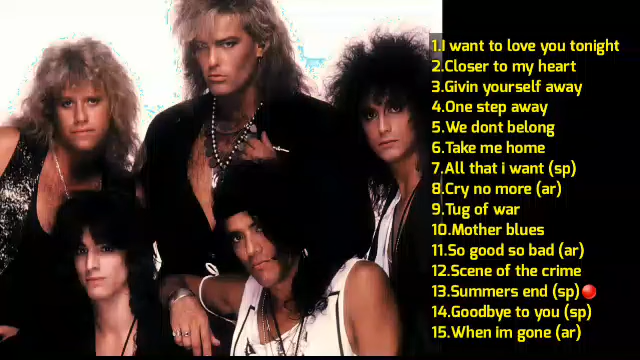 1.I want to love you tonight
2.Closer to my heart
3.Givin yourself away
4.One step away
5.We dont belong
6.Take me home
7.All that i want (sp)
8.Cry no more (ar)
9.Tug of war
10.Mother blues
11.So good so bad (ar)
12.Scene of the crime
13.Summers end (sp)
14.Goodbye to you (sp)
15.When im gone (ar)